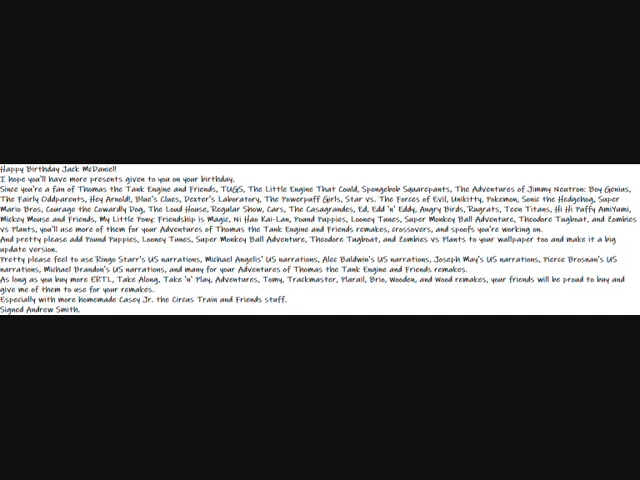 Happy Birthday Jack McDaniel!
I hope you'll have more presents given to you on your birthday.
Since you're a fan of Thomas the Tank Engine and Friends, TUGS, The Little Engine That Could, Spongebob Squarepants, The Adventures of Jimmy Neutron: Boy Genius,
The Fairly Oddparents, Hey Arnold!, Blue's Clues, Dexter's Laboratory, The Powerpuff Girls, Star vs. The Forces of Evil, Unikitty, Pokemon, Sonic the Hedgehog, Super
Mario Bros, Courage the Cowardly Dog, The Loud House, Regular Show, Cars, The Casagrandes, Ed, Edd 'n' Eddy, Angry Birds, Rugrats, Teen Titans, Hi Hi Puffy AmiYumi,
Mickey Mouse and Friends, My Little Pony: Friendship is Magic, Ni Hao Kai-Lan, Pound Puppies, Looney Tunes, Super Monkey Ball Adventure, Theodore Tugboat, and Zombies
vs Plants, you'll use more of them for your Adventures of Thomas the Tank Engine and Friends remakes, crossovers, and spoofs you're working on.
And pretty please add Pound Puppies, Looney Tunes, Super Monkey Ball Adventure, Theodore Tugboat, and Zombies vs Plants to your wallpaper too and make it a big
update version.
Pretty please feel to use Ringo Starr's US narrations, Michael Angelis' US narrations, Alec Baldwin's US narrations, Joseph May's US narrations, Pierce Brosnan's US
narrations, Michael Brandon's US narrations, and many for your Adventures of Thomas the Tank Engine and Friends remakes.
As long as you buy more ERTL, Take Along, Take 'n' Play, Adventures, Tomy, Trackmaster, Plarail, Brio, Wooden, and Wood remakes, your friends will be proud to buy and
give me of them to use for your remakes.
Especially with more homemade Casey Jr. the Circus Train and Friends stuff.
Signed Andrew Smith.